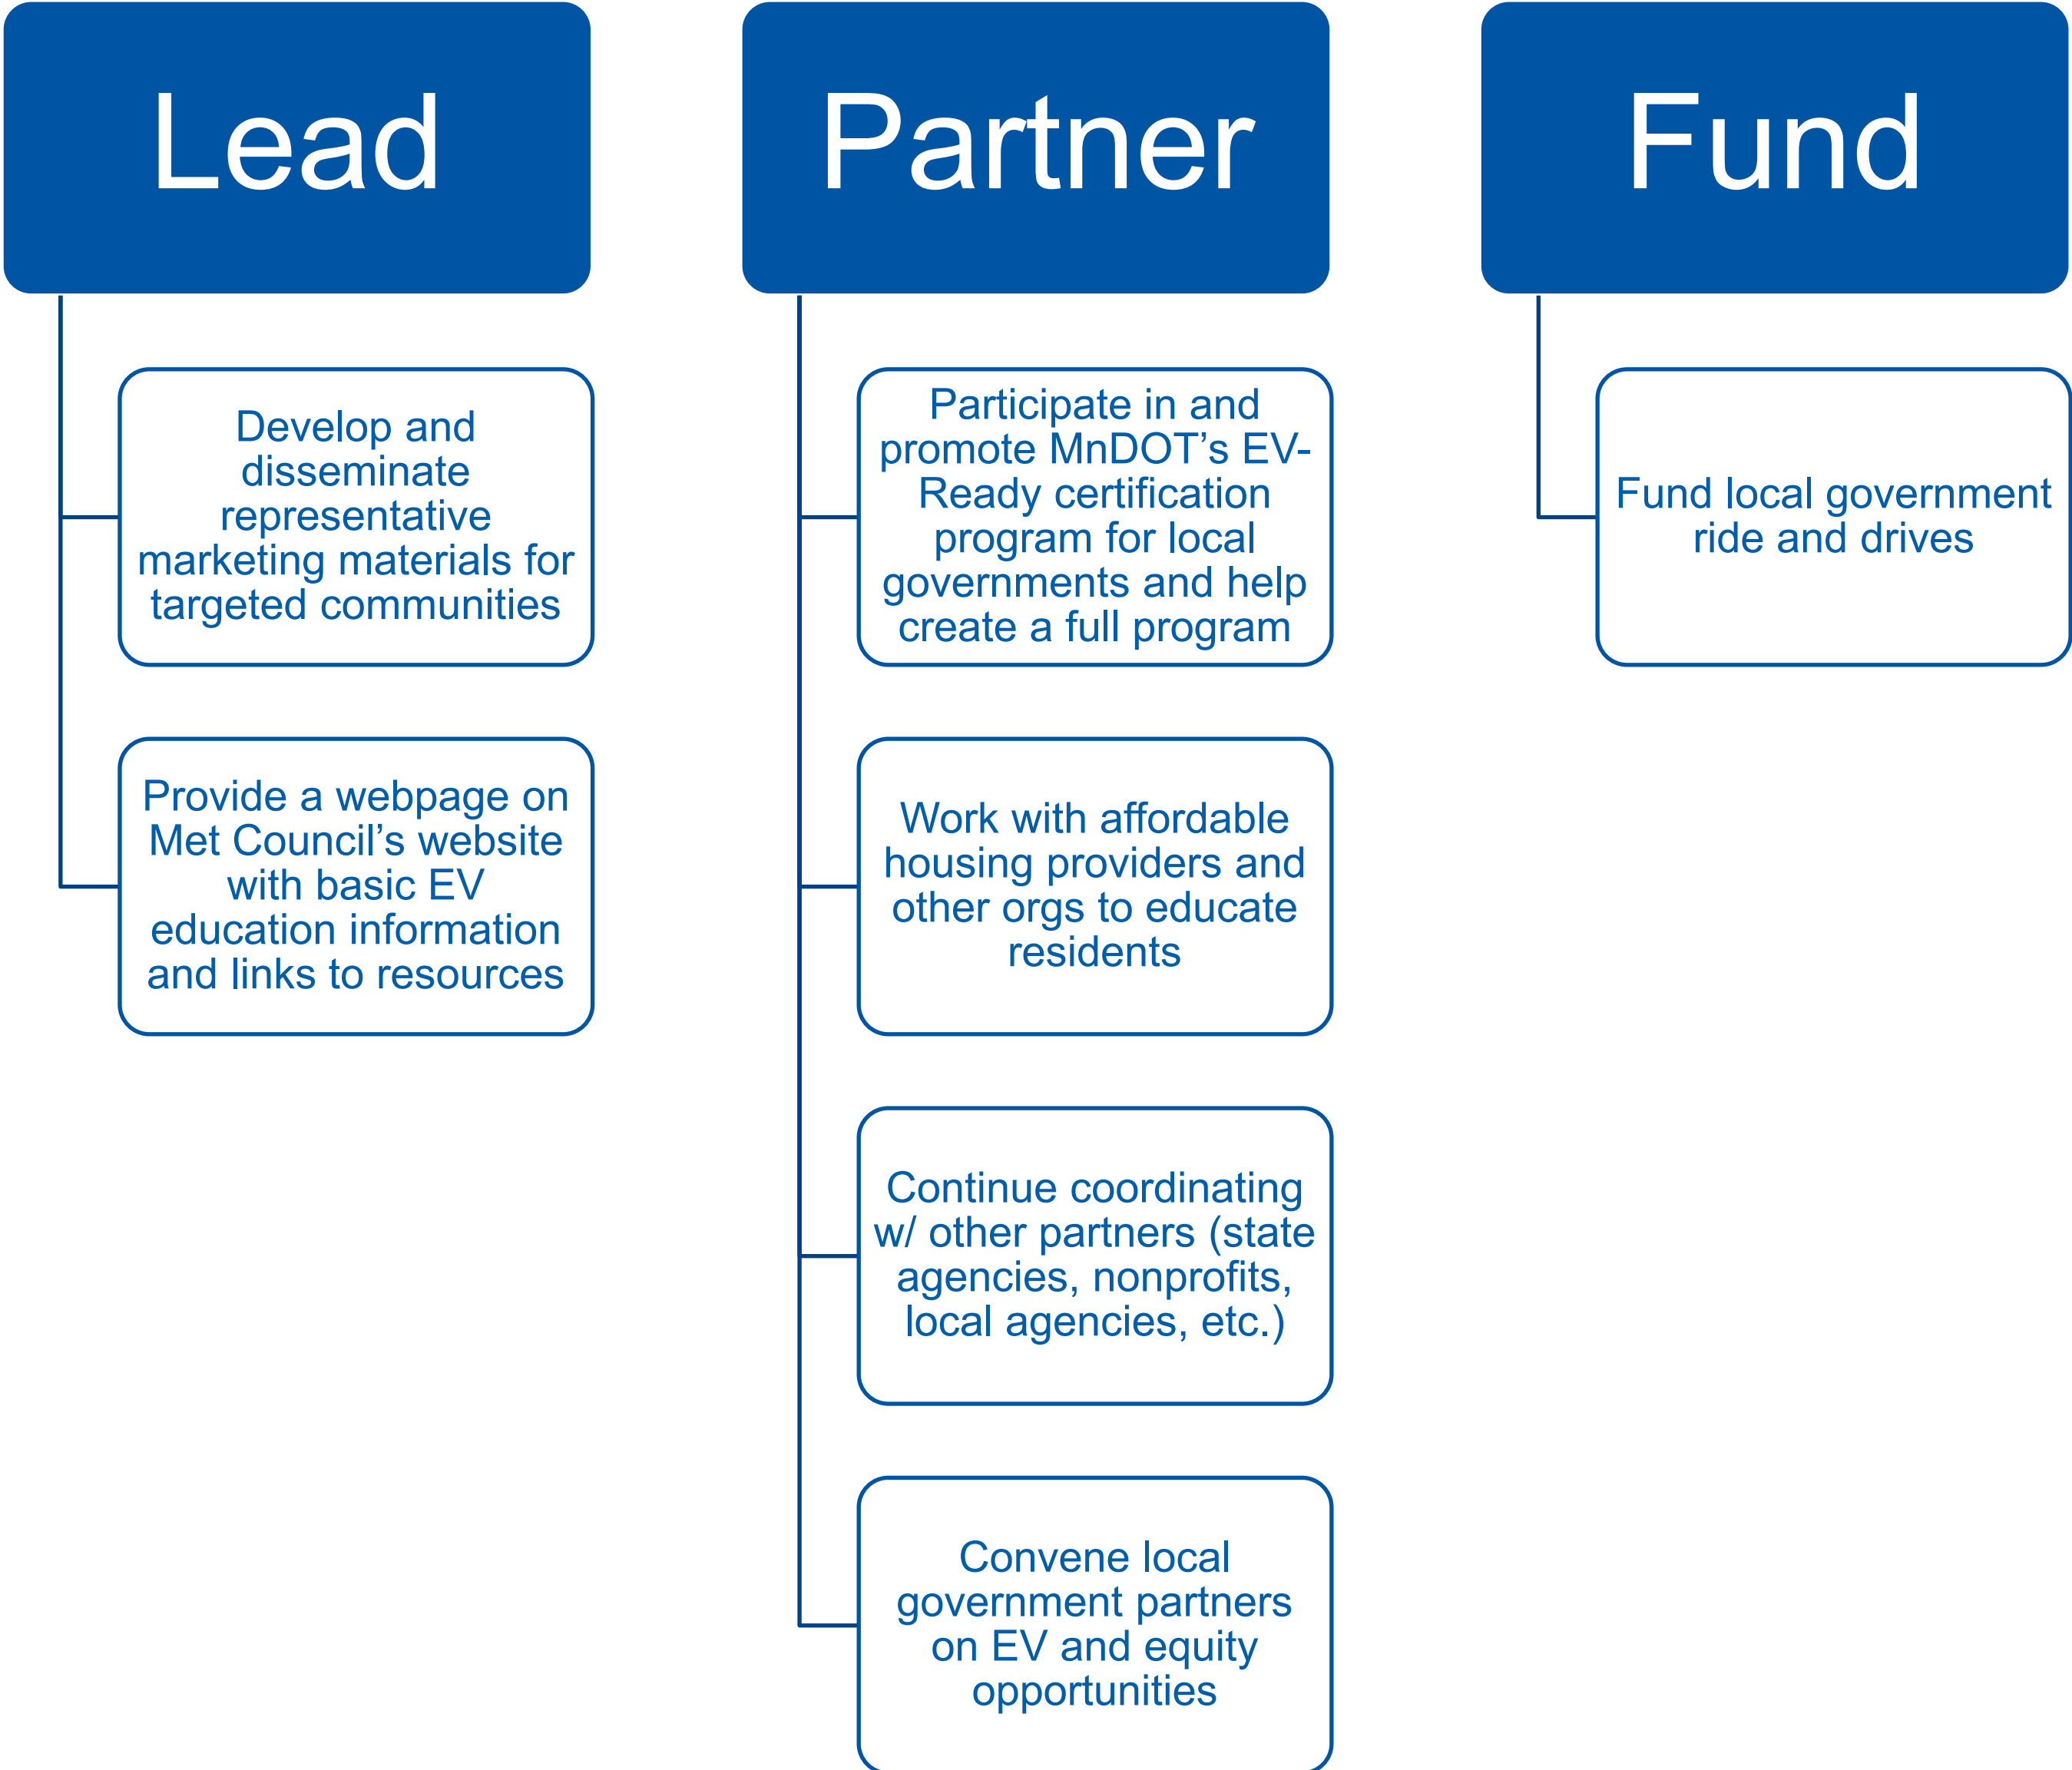 Lead
Develop and
disseminate
representative
marketing materials for
targeted communities
Provide a webpage on
Met Council’s website
with basic EV
education information
and links to resources
Partner
Participate in and
promote MnDOT’s EV-
Ready certification
program for local
governments and help
create a full program
Work with affordable
housing providers and
other orgs to educate
residents
Continue coordinating
w/ other partners (state
agencies, nonprofits,
local agencies, etc.)
Convene local
government partners
on EV and equity
opportunities
Fund
Fund local government
ride and drives